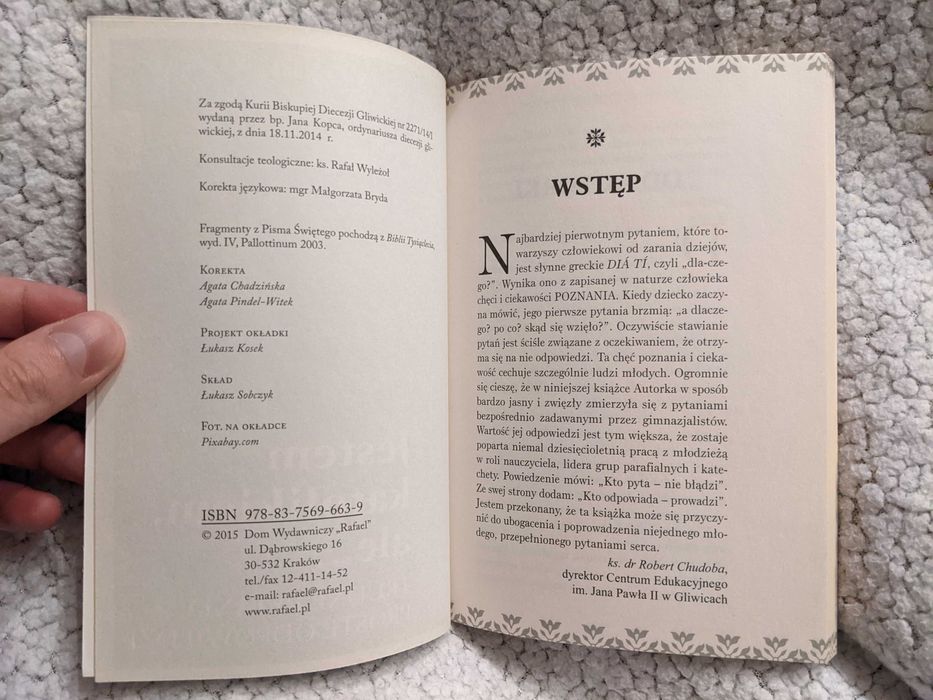 Za zgodą Kurii Biskupiej Diecezji Gliwickiej nr 2271/14/I
wydaną przez bp. Jana Kopca, ordynariusza diecezji gli-
wickiej, z dnia 18.11.2014 r.
Konsultacje teologiczne: ks. Rafał Wyleżoł
Korekta językowa: mgr Małgorzata Bryda
Fragmenty z Pisma Świętego pochodzą z Biblii Tysiąclecia,
wyd. IV, Pallottinum 2003.
Korekta
Agata Chadzińska
Agata Pindel-Witek
Projekt okładki
Łukasz Kosek
Skład
Łukasz Sobczyk
Fot. na okładce
Pixabay.com
ISBN 978-83-7569-663-9
© 2015 Dom Wydawniczy „Rafael”
ul. Dąbrowskiego 16
30-532 Kraków
tel./fax 12-411-14-52
e-mail: rafael@rafael.pl
www.rafael.pl
WSTĘP
Najbardziej pierwotnym pytaniem, które to-
warzyszy człowiekowi od zarania dziejów,
jest słynne greckie DIÁ TÍ, czyli „dla-cze-
go?”. Wynika ono z zapisanej w naturze człowieka
chęci i ciekawości POZNANIA. Kiedy dziecko zaczy-
na mówić, jego pierwsze pytania brzmią: „a dlacze-
go? po co? skąd się wzięło?”. Oczywiście stawianie
pytań jest ściśle związane z oczekiwaniem, że otrzy-
ma się na nie odpowiedzi. Ta chęć poznania i cieka-
wość cechuje szczególnie ludzi młodych. Ogromnie
się cieszę, że w niniejszej książce Autorka w sposób
bardzo jasny i zwięzły zmierzyła się z pytaniami
bezpośrednio zadawanymi przez gimnazjalistów.
Wartość jej odpowiedzi jest tym większa, że zostaje
poparta niemal dziesięcioletnią pracą z młodzieżą
w roli nauczyciela, lidera grup parafialnych i kate-
chety. Powiedzenie mówi: „Kto pyta – nie błądzi”.
Ze swej strony dodam: „Kto odpowiada – prowadzi”.
Jestem przekonany, że ta książka może się przyczy-
nić do ubogacenia i poprowadzenia niejednego mło-
dego, przepełnionego pytaniami serca.
ks. dr Robert Chudoba,
dyrektor Centrum Edukacyjnego
im. Jana Pawła II w Gliwicach